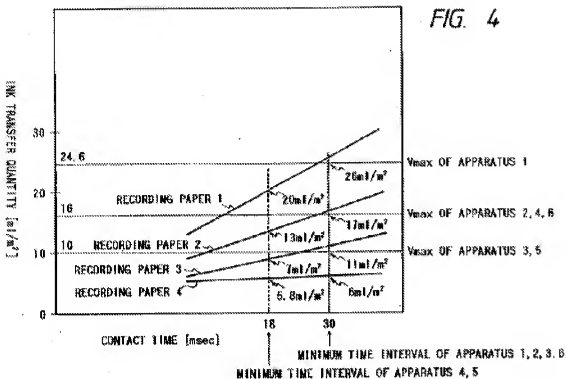 FIG. 4
INK TRANSFER QUANTITY [ml/m²]
30
24.6
20
16
10
0
Vmax OF APPARATUS 1
Vmax OF APPARATUS 2,4,6
Vmax OF APPARATUS 3,5
RECORDING PAPER 1
RECORDING PAPER 2
RECORDING PAPER 3
RECORDING PAPER 4
20ml/m²
26ml/m²
13ml/m²
17ml/m²
7ml/m²
11ml/m²
5.8ml/m²
6ml/m²
CONTACT TIME [msec]
18
30
MINIMUM TIME INTERVAL OF APPARATUS 1,2,3.6
MINIMUM TIME INTERVAL OF APPARATUS 4,5